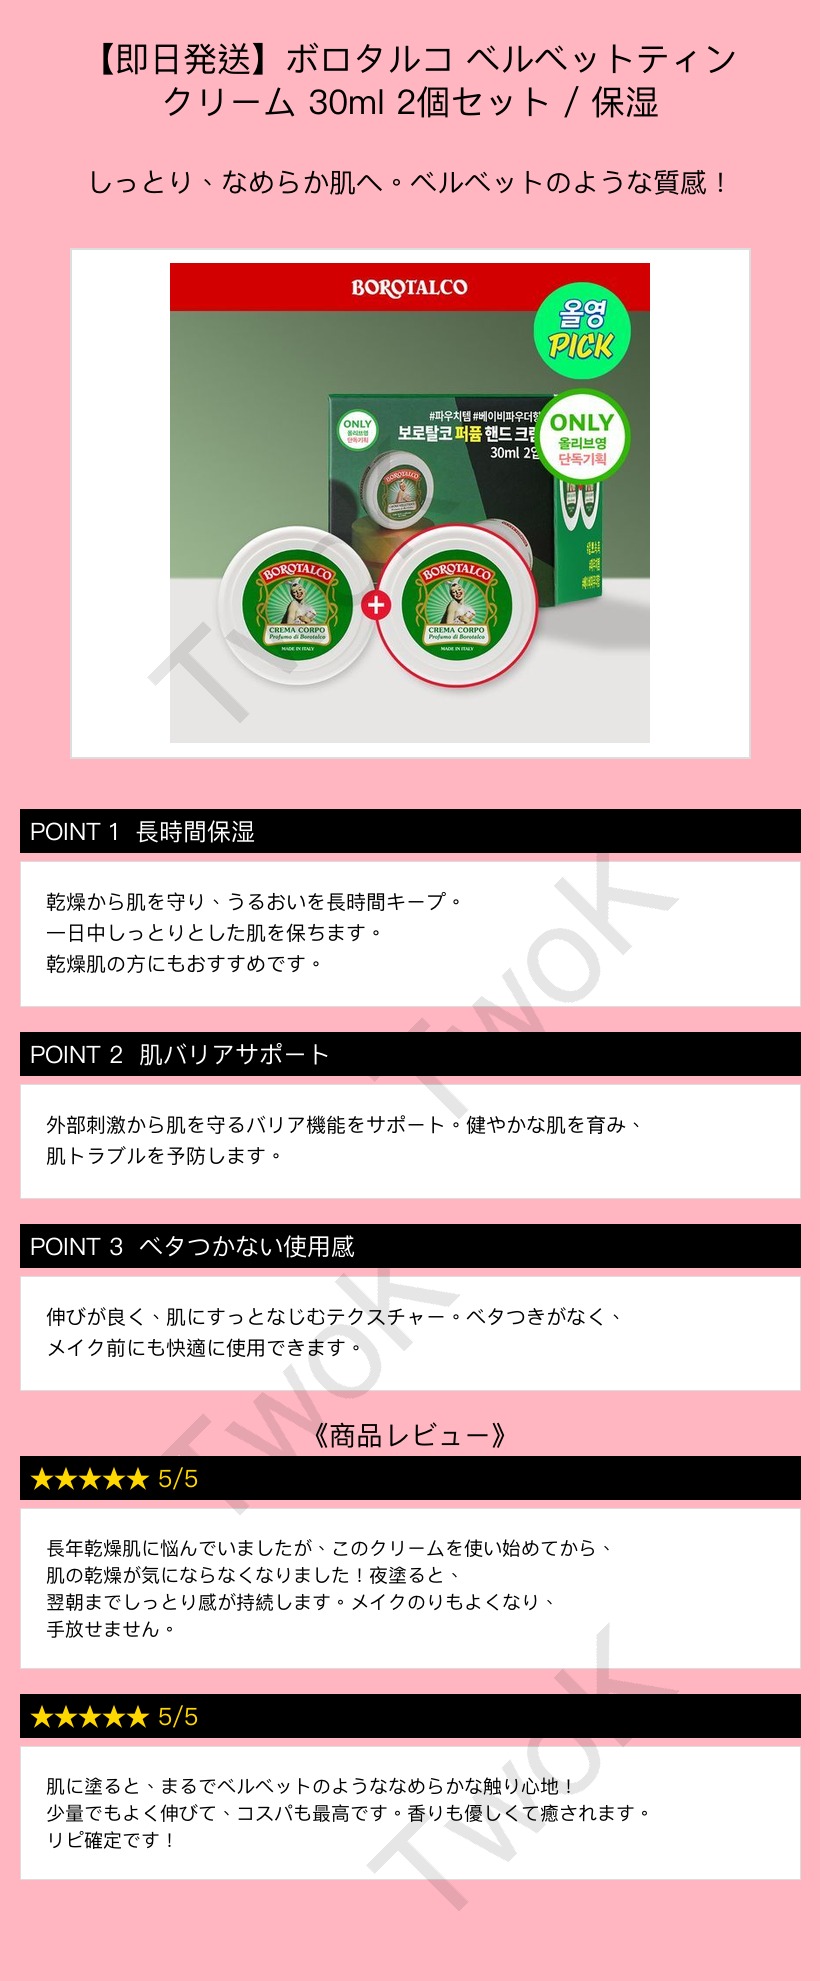 【即日発送】ボロタルコ ベルベットティン
クリーム 30ml 2個セット / 保湿
しっとり、なめらか肌へ。ベルベットのような質感！
BOROTALCO
올영
PICK
ONLY
올리브영
단독기획
#파우치템 #베이비파우더향
보로탈코 퍼퓸 핸드 크림
30ml 2입
ONLY
올리브영
단독기획
BOROTALCO
CREMA CORPO
Profumo di Borotalco
MADE IN ITALY
+
BOROTALCO
CREMA CORPO
Profumo di Borotalco
MADE IN ITALY
POINT 1 長時間保湿
乾燥から肌を守り、うるおいを長時間キープ。
一日中しっとりとした肌を保ちます。
乾燥肌の方にもおすすめです。
POINT 2 肌バリアサポート
外部刺激から肌を守るバリア機能をサポート。健やかな肌を育み、
肌トラブルを予防します。
POINT 3 ベタつかない使用感
伸びが良く、肌にすっとなじむテクスチャー。ベタつきがなく、
メイク前にも快適に使用できます。
《商品レビュー》
★★★★★ 5/5
長年乾燥肌に悩んでいましたが、このクリームを使い始めてから、
肌の乾燥が気にならなくなりました！夜塗ると、
翌朝までしっとり感が持続します。メイクのりもよくなり、
手放せません。
★★★★★ 5/5
肌に塗ると、まるでベルベットのようななめらかな触り心地！
少量でもよく伸びて、コスパも最高です。香りも優しくて癒されます。
リピ確定です！
TwoK
TwoK
TwoK
TwoK